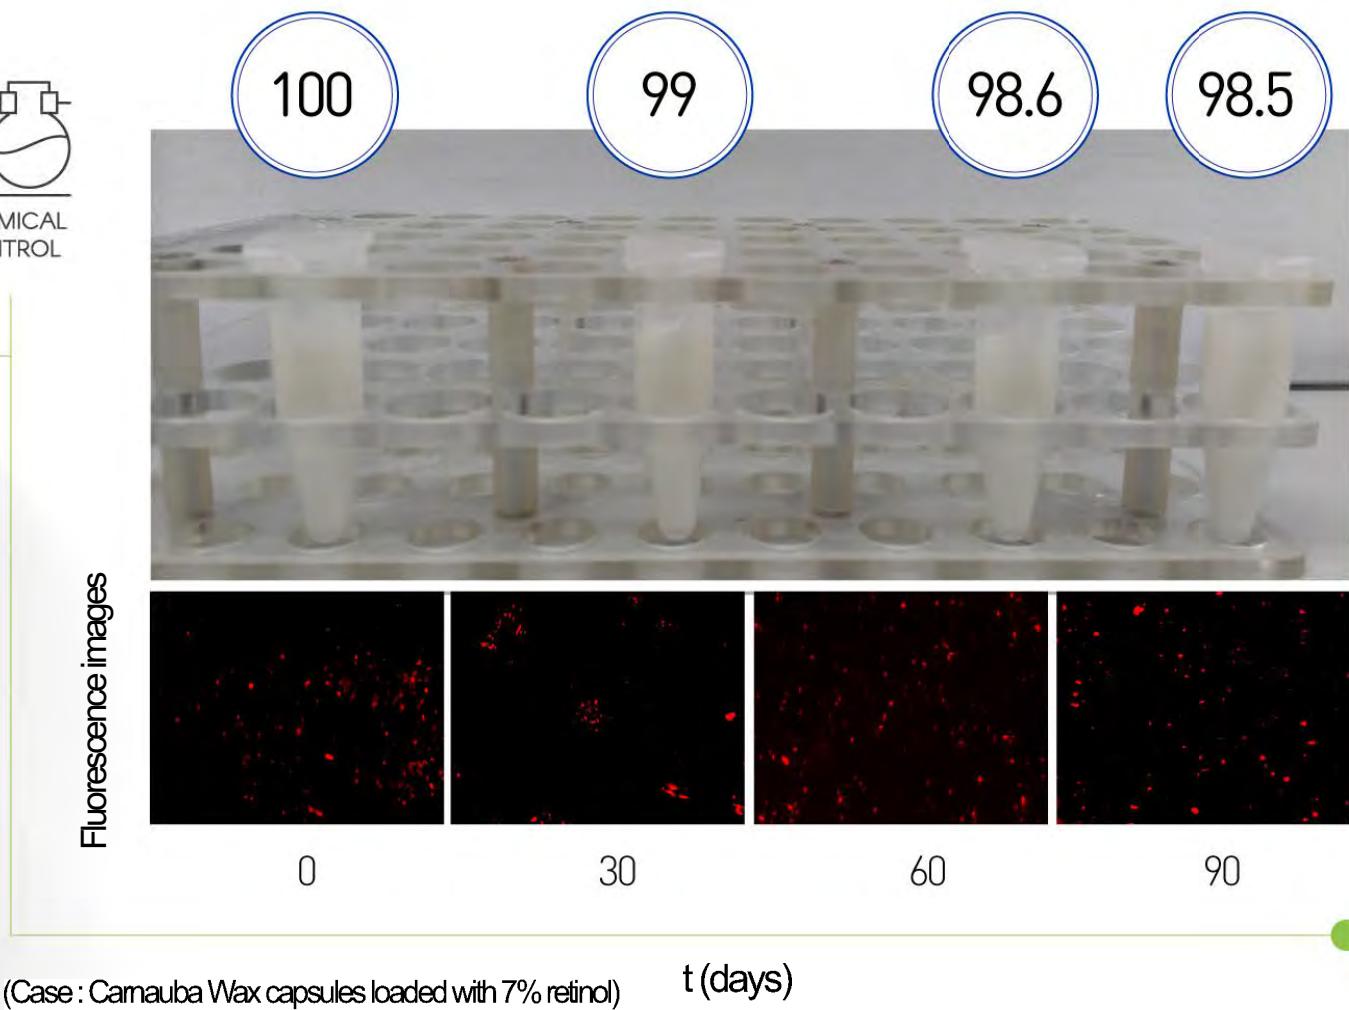 100 99 98.6 98.5
MICAL
TROL
Fluorescence images
0 30 60 90
t (days)
(Case : Carnauba Wax capsules loaded with 7% retinol)